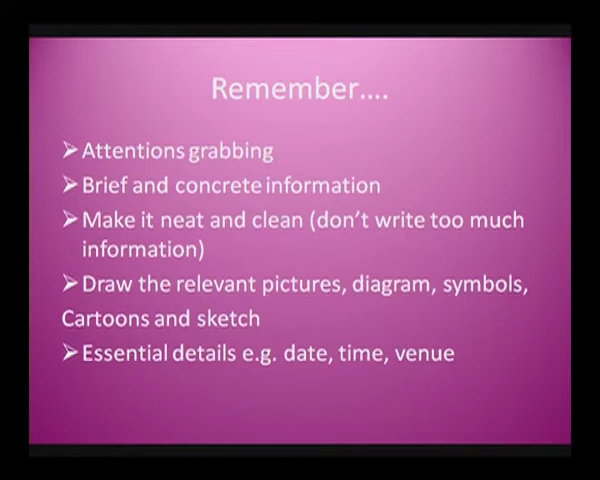 Remember....
➢Attentions grabbing
➢Brief and concrete information
➢Make it neat and clean (don't write too much
information)
➢Draw the relevant pictures, diagram, symbols,
Cartoons and sketch
➢Essential details e.g. date, time, venue